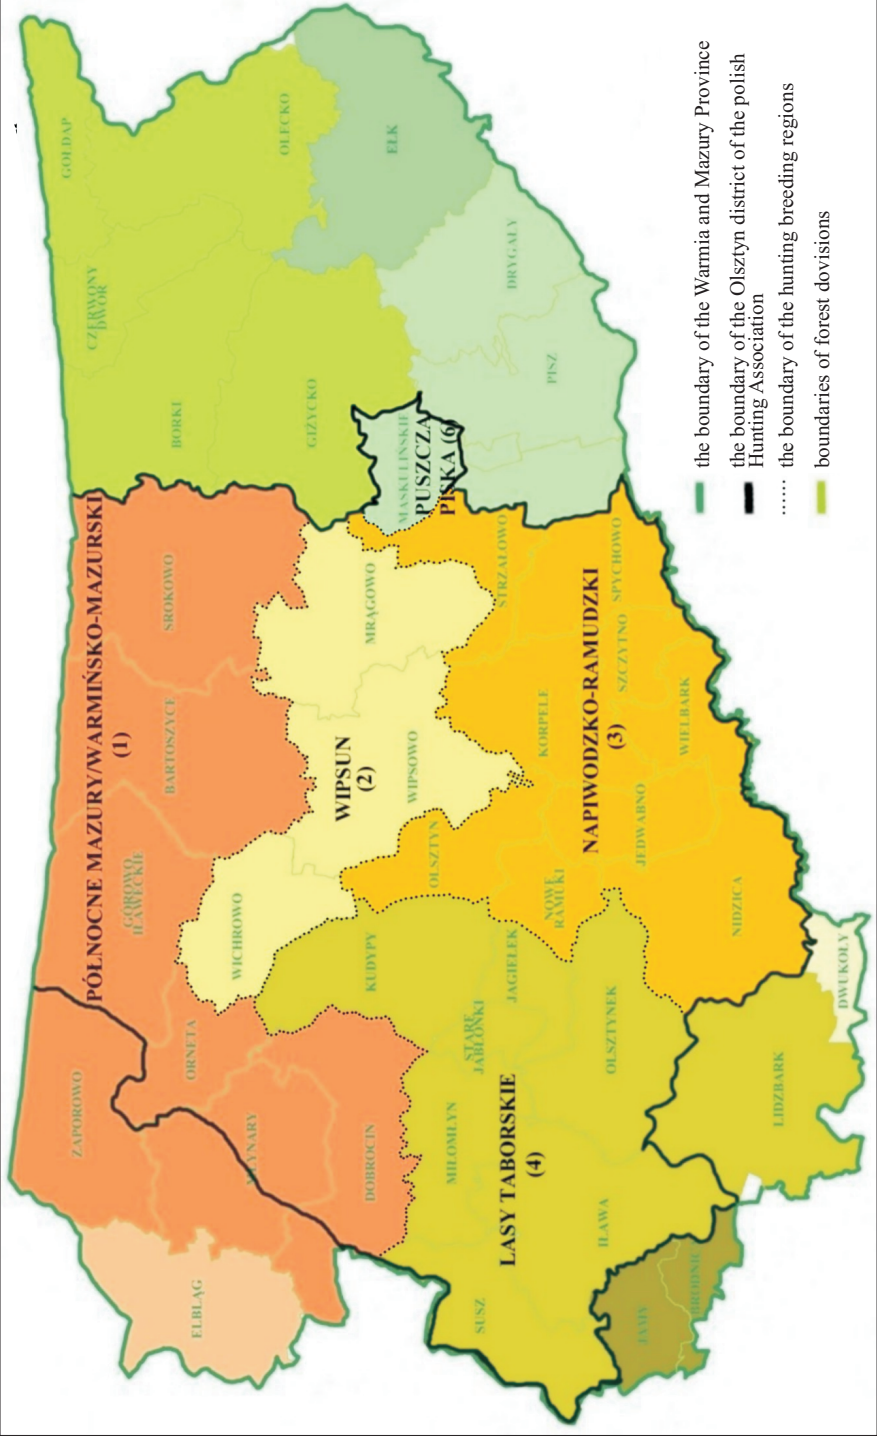 PÓŁNOCNE MAZURY/WARMIŃSKO-MAZURSKI
(1)
ZAPOROWO
GÓROWO
IŁAWECKIE
BARTOSZYCE
SROKOWO
ORNETA
MŁYNARY
DOBROCIN
ELBLĄG
WICHROWO
WIPSUN
(2)
WIPSOWO
MRĄGOWO
BORKI
CZERWONY
DWÓR
GOŁDAP
OLECKO
GIŻYCKO
EŁK
MASKULIŃSKIE
PUSZCZA
PISKA (6)
DRYGAŁY
PISZ
KUDYPY
OLSZTYN
STRZAŁOWO
SPYCHOWO
KORPELE
SZCZYTNO
NAPIWODZKO-RAMUDZKI
(3)
NOWE
RAMUKI
JEDWABNO
WIELBARK
NIDZICA
JAGIEŁEK
STARE
JABŁONKI
MIŁOMŁYN
OLSZTYNEK
LASY TABORSKIE
(4)
SUSZ
IŁAWA
JAMY
BRODNIC
LIDZBARK
DWUKOŁY
the boundary of the Warmia and Mazury Province
the boundary of the Olsztyn district of the polish
Hunting Association
the boundary of the hunting breeding regions
boundaries of forest dovisions